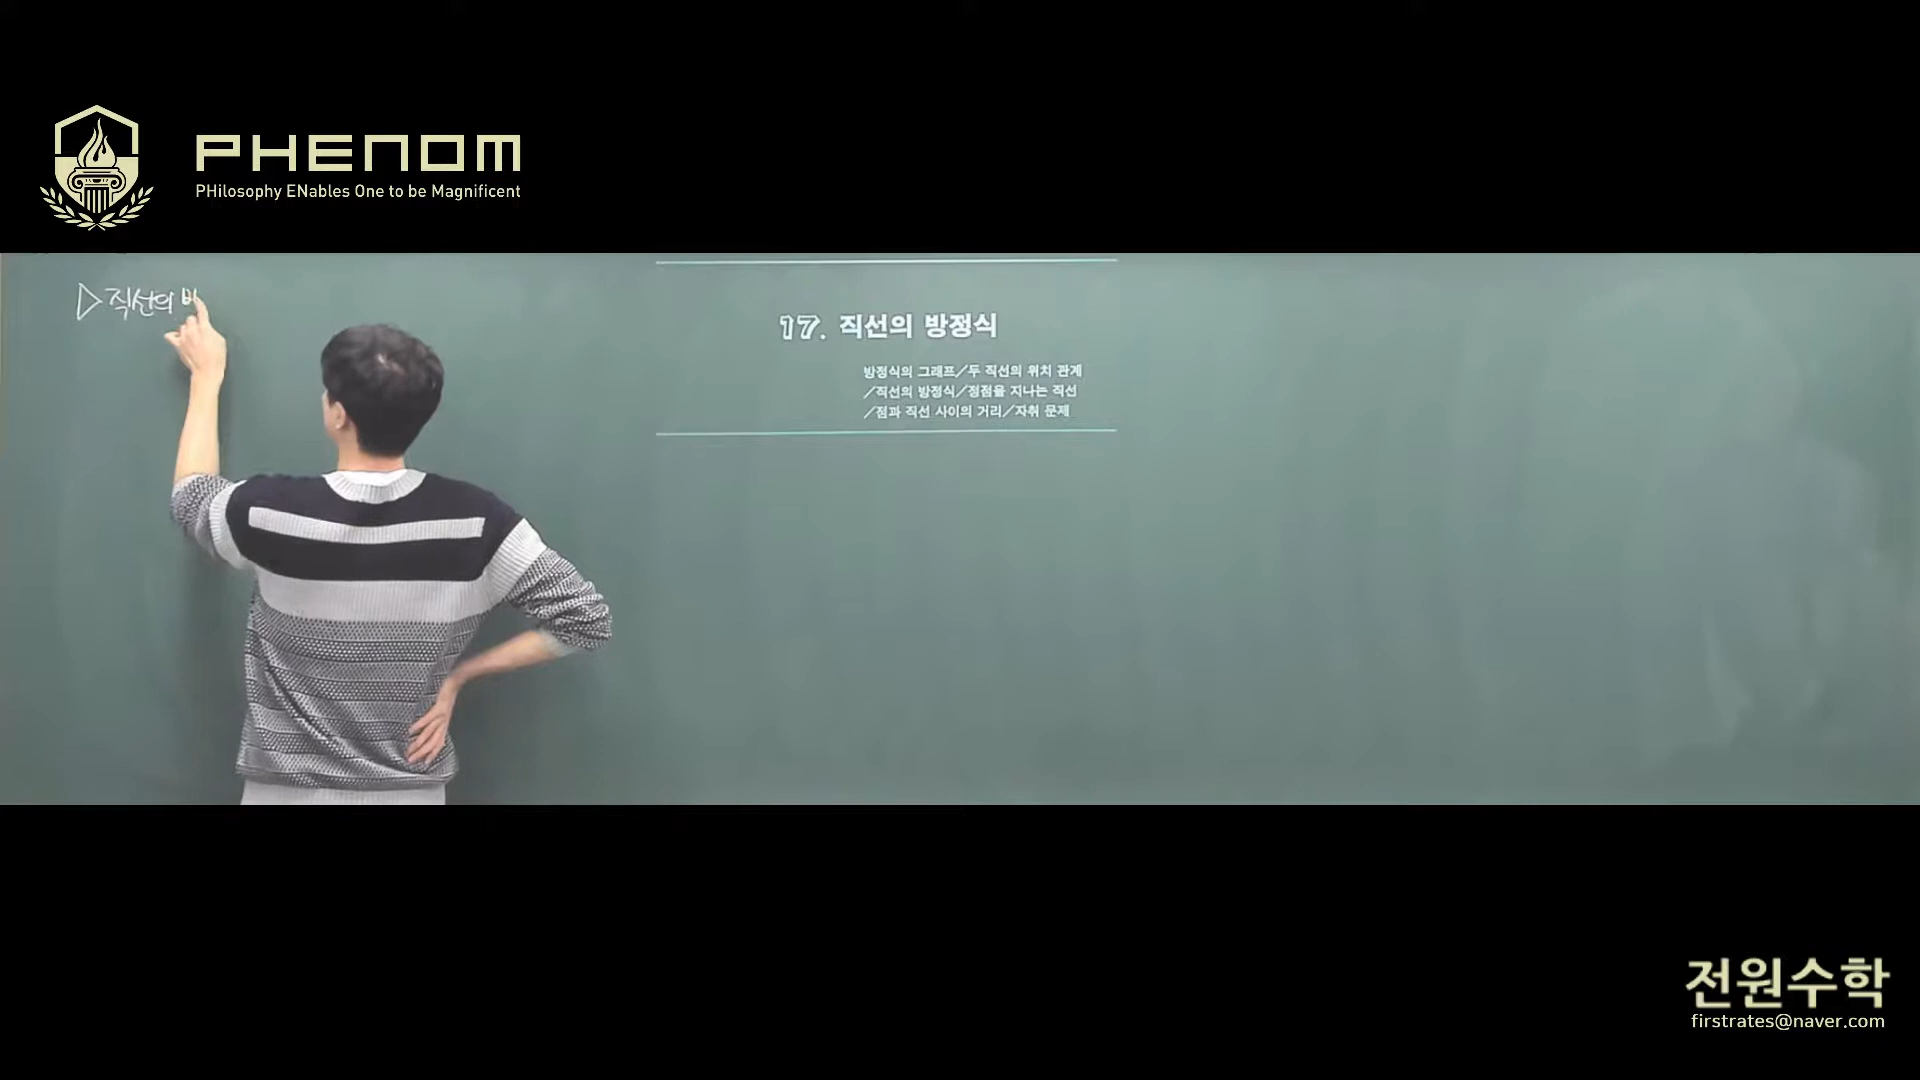 PHENOM
PHilosophy ENables One to be Magnificent
▷직선의
17. 직선의 방정식
방정식의 그래프／두 직선의 위치 관계
／직선의 방정식／정점을 지나는 직선
／점과 직선 사이의 거리／자취 문제
전원수학
firstrates@naver.com